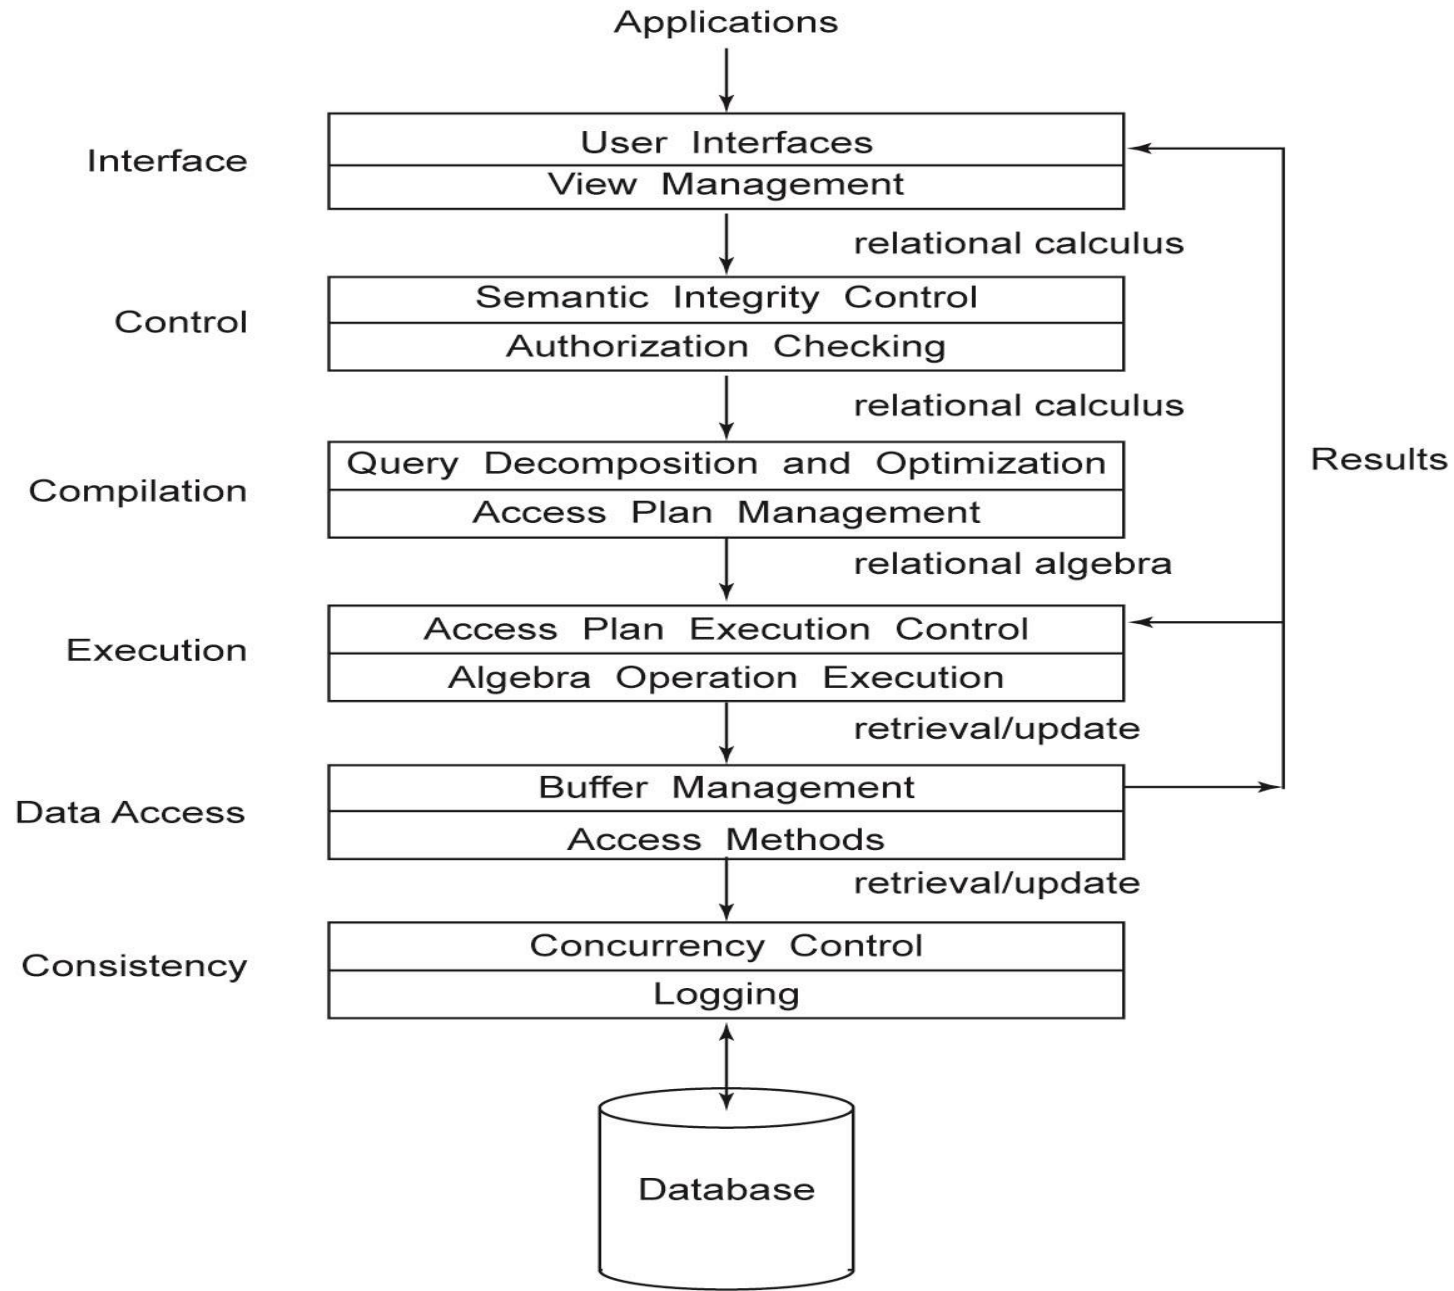 Applications
Interface
User Interfaces
View Management
relational calculus
Control
Semantic Integrity Control
Authorization Checking
relational calculus
Compilation
Query Decomposition and Optimization
Access Plan Management
Results
relational algebra
Execution
Access Plan Execution Control
Algebra Operation Execution
retrieval/update
Data Access
Buffer Management
Access Methods
retrieval/update
Consistency
Concurrency Control
Logging
Database